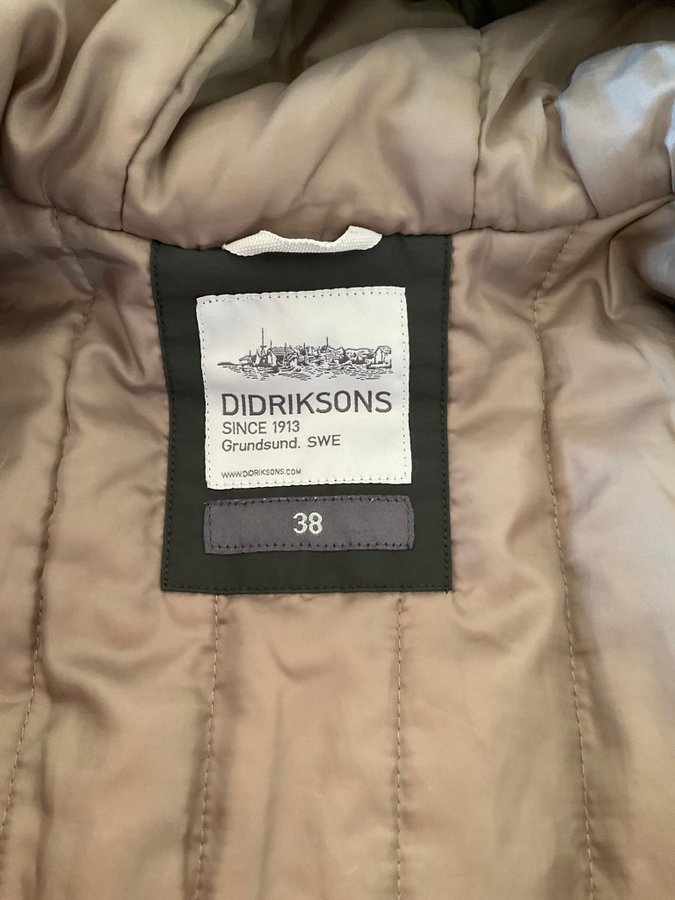 DIDRIKSONS
SINCE 1913
Grundsund. SWE
WWW.DIDRIKSONS.COM
38